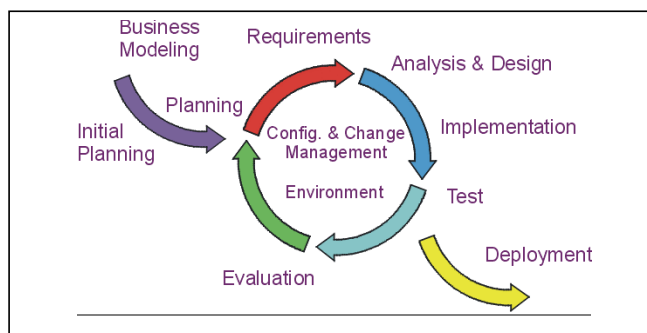 Business
Modeling
Requirements
Analysis & Design
Planning
Initial
Planning
Config. & Change
Management
Implementation
Environment
Test
Deployment
Evaluation